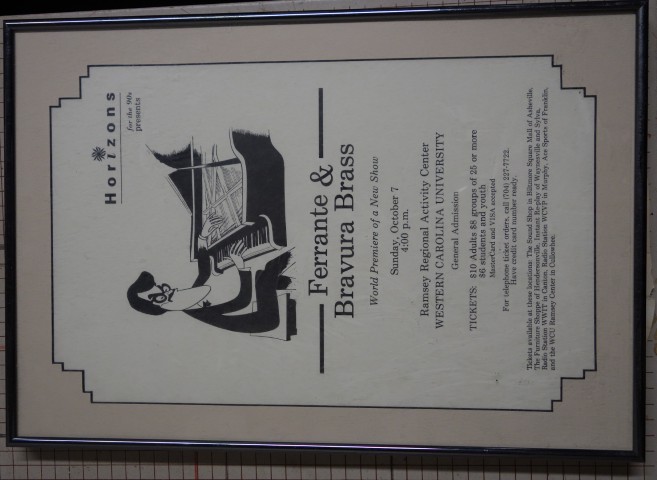 Horizons
for the 90s
presents
Ferrante &
Bravura Brass
World Premiere of a New Show
Sunday, October 7
4:00 p.m.
Ramsey Regional Activity Center
WESTERN CAROLINA UNIVERSITY
General Admission
TICKETS: $10 Adults $8 groups of 25 or more
$6 students and youth
MasterCard and VISA accepted
For telephone ticket orders, call (704) 227-7722.
Have credit card number ready.
Tickets available at these locations: The Sound Shop in Biltmore Square Mall of Asheville,
The Furniture Shoppe of Hendersonville, Instant Re-play of Waynesville and Sylva,
Radio Station WWIT in Canton, Radio Station WCVP in Murphy, Ace Sports of Franklin,
and the WCU Ramsey Center in Cullowhee.